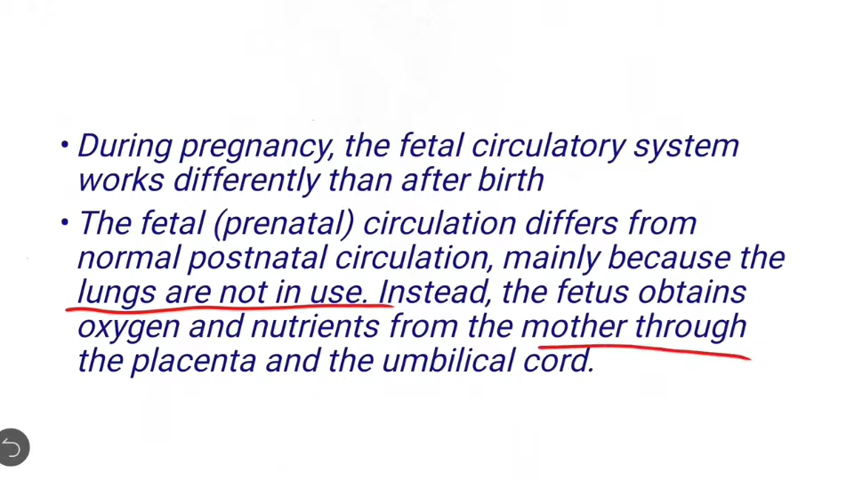 • During pregnancy, the fetal circulatory system
works differently than after birth
• The fetal (prenatal) circulation differs from
normal postnatal circulation, mainly because the
lungs are not in use. Instead, the fetus obtains
oxygen and nutrients from the mother through
the placenta and the umbilical cord.